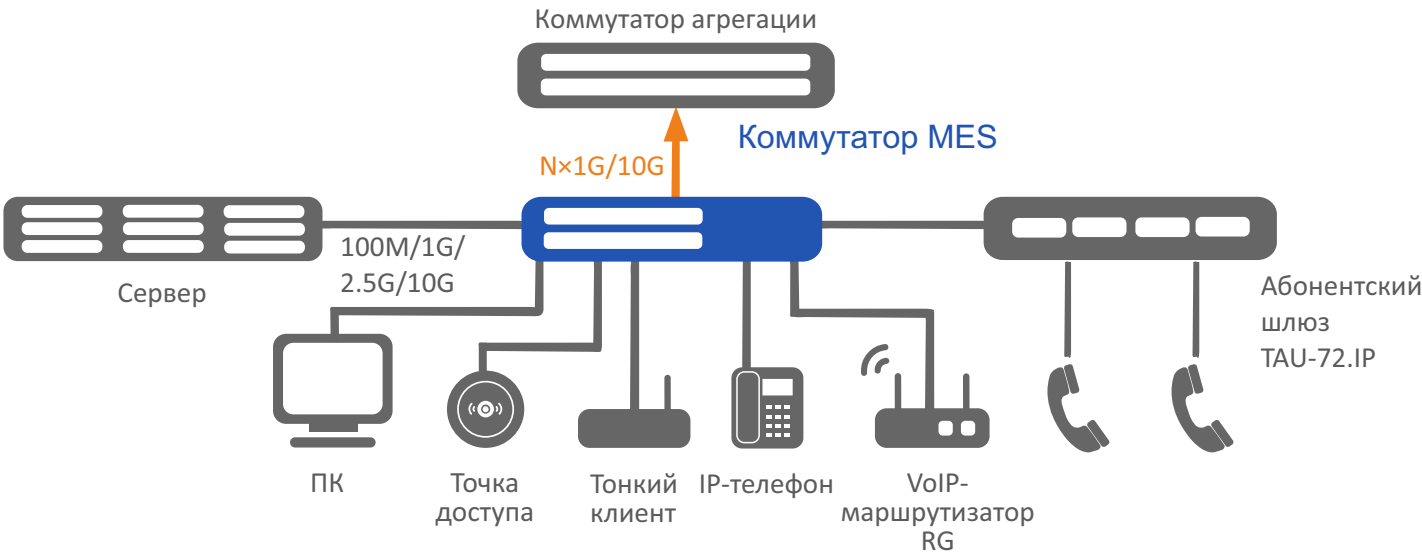 Коммутатор агрегации
Коммутатор MES
N×1G/10G
100M/1G/
2.5G/10G
Сервер
Абонентский
шлюз
TAU-72.IP
ПК
Точка
доступа
Тонкий
клиент
IP-телефон
VoIP-
маршрутизатор
RG